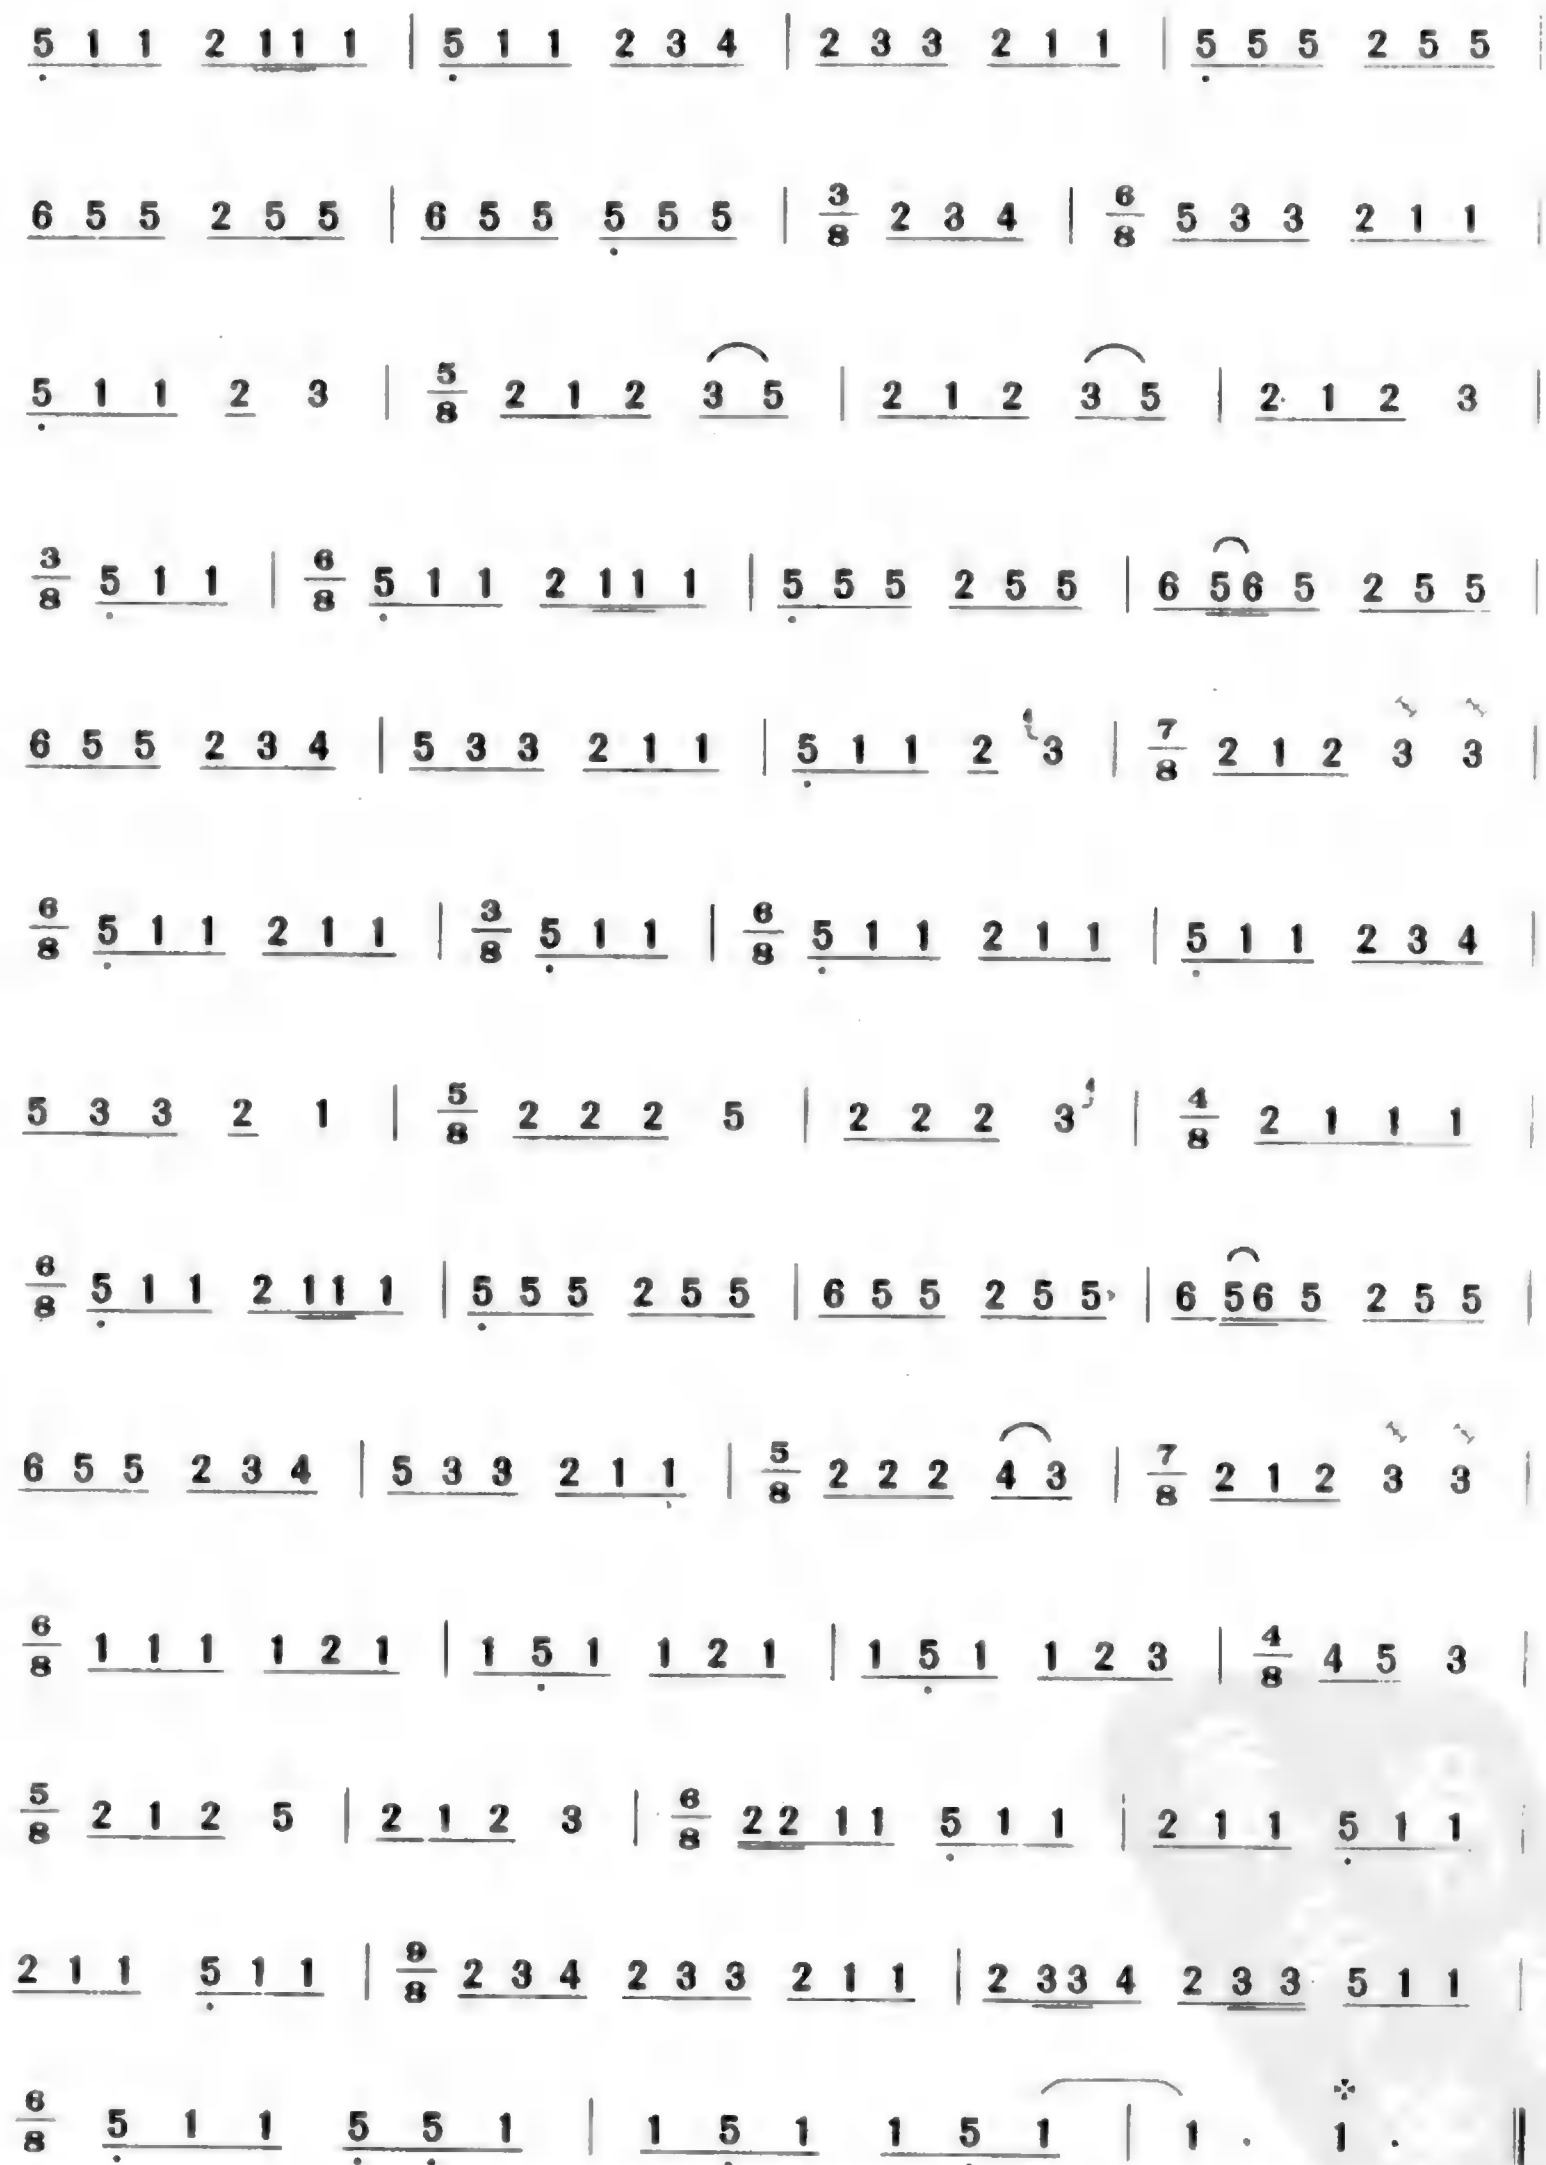 5̣ 1 1 2 11 1 | 5̣ 1 1 2 3 4 | 2 3 3 2 1 1 | 5̣ 5 5 2 5 5 |
6 5 5 2 5 5 | 6 5 5 5̣ 5 5 | 3/8 2 3 4 | 6/8 5 3 3 2 1 1 |
5̣ 1 1 2 3 | 5/8 2 1 2 3 5 | 2 1 2 3 5 | 2 1 2 3 |
3/8 5̣ 1 1 | 6/8 5̣ 1 1 2 11 1 | 5̣ 5 5 2 5 5 | 6 56 5 2 5 5 |
6 5 5 2 3 4 | 5 3 3 2 1 1 | 5̣ 1 1 2 4 3 | 7/8 2 1 2 3 3 |
6/8 5̣ 1 1 2 1 1 | 3/8 5̣ 1 1 | 6/8 5̣ 1 1 2 1 1 | 5̣ 1 1 2 3 4 |
5 3 3 2 1 | 5/8 2 2 2 5 | 2 2 2 3 4 | 4/8 2 1 1 1 |
6/8 5̣ 1 1 2 11 1 | 5̣ 5 5 2 5 5 | 6 5 5 2 5 5 | 6 56 5 2 5 5 |
6 5 5 2 3 4 | 5 3 3 2 1 1 | 5/8 2 2 2 4 3 | 7/8 2 1 2 3 3 |
6/8 1 1 1 1 2 1 | 1 5̣ 1 1 2 1 | 1 5̣ 1 1 2 3 | 4/8 4 5 3 |
5/8 2 1 2 5 | 2 1 2 3 | 6/8 22 1 1 5̣ 1 1 | 2 1 1 5̣ 1 1 |
2 1 1 5̣ 1 1 | 9/8 2 3 4 2 3 3 2 1 1 | 2 33 4 2 3 3 5 1 1 |
6/8 5̣ 1 1 5̣ 5̣ 1 | 1 5̣ 1 1 5̣ 1 | 1 · 1 · ‖